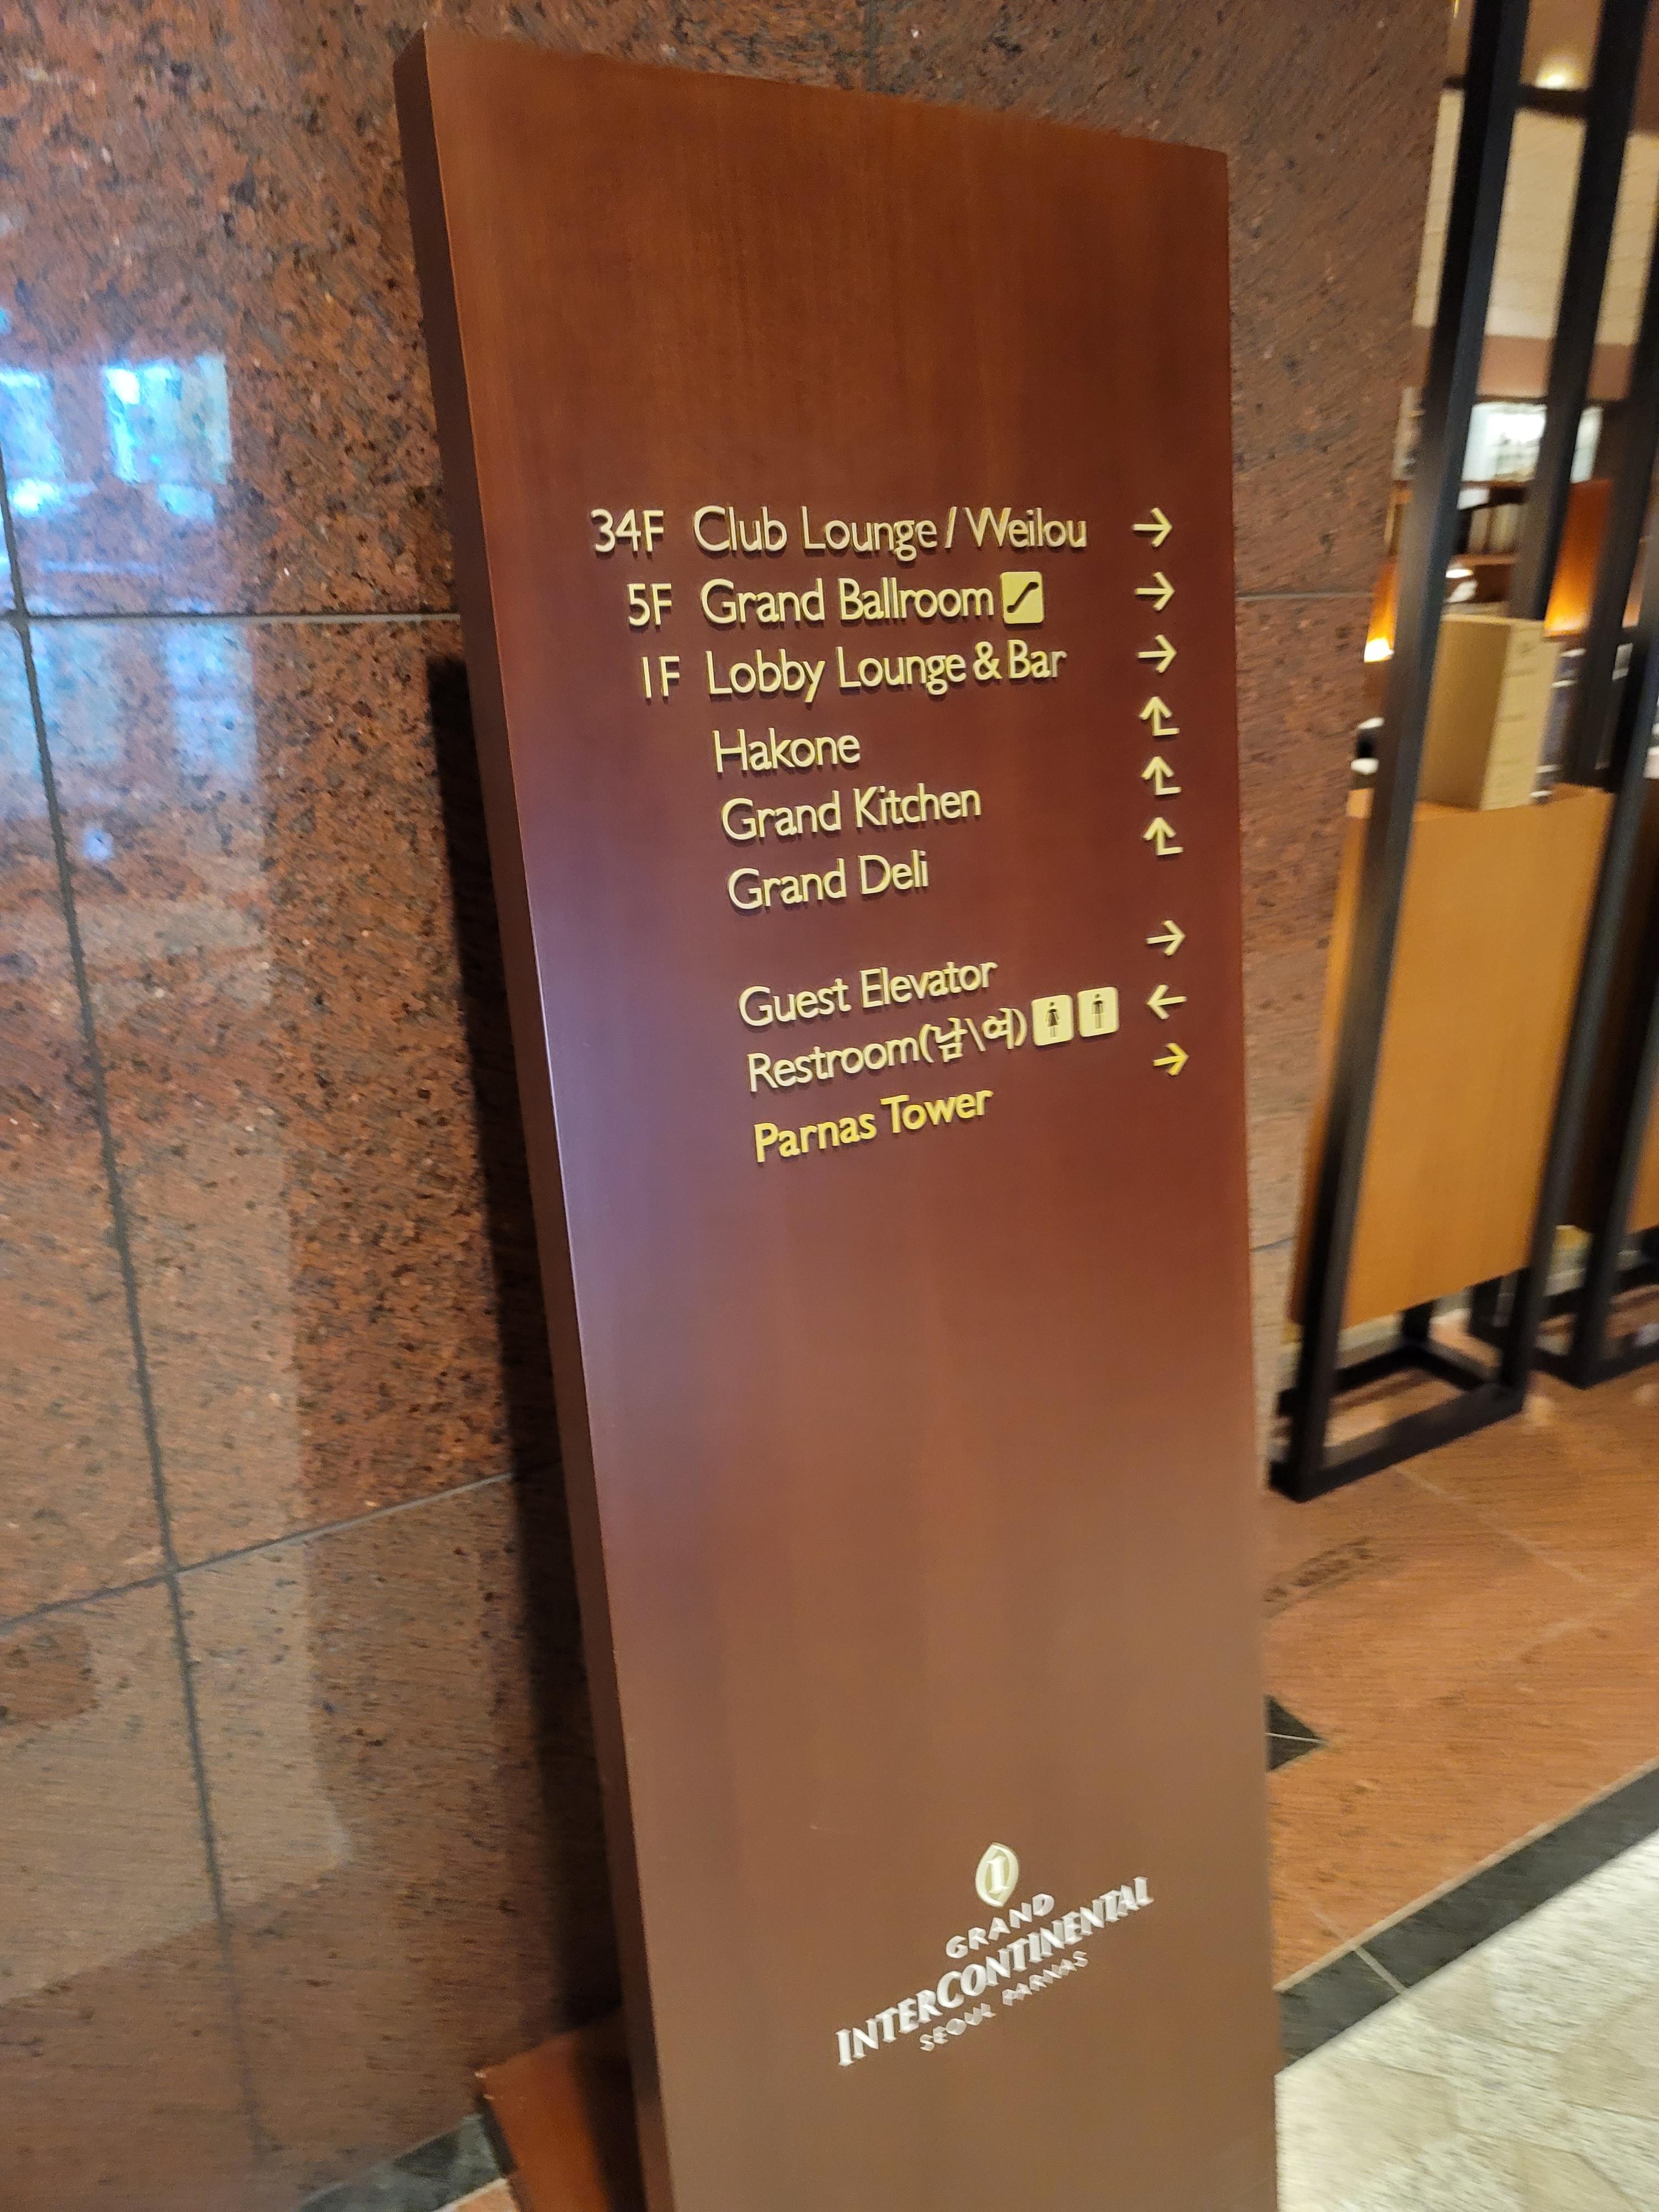 34F Club Lounge / Weilou →
5F Grand Ballroom →
1F Lobby Lounge & Bar →
Hakone ↰
Grand Kitchen ↰
Grand Deli ↰
Guest Elevator →
Restroom(남\여) ←
Parnas Tower →
I
GRAND
INTERCONTINENTAL
SEOUL PARNAS